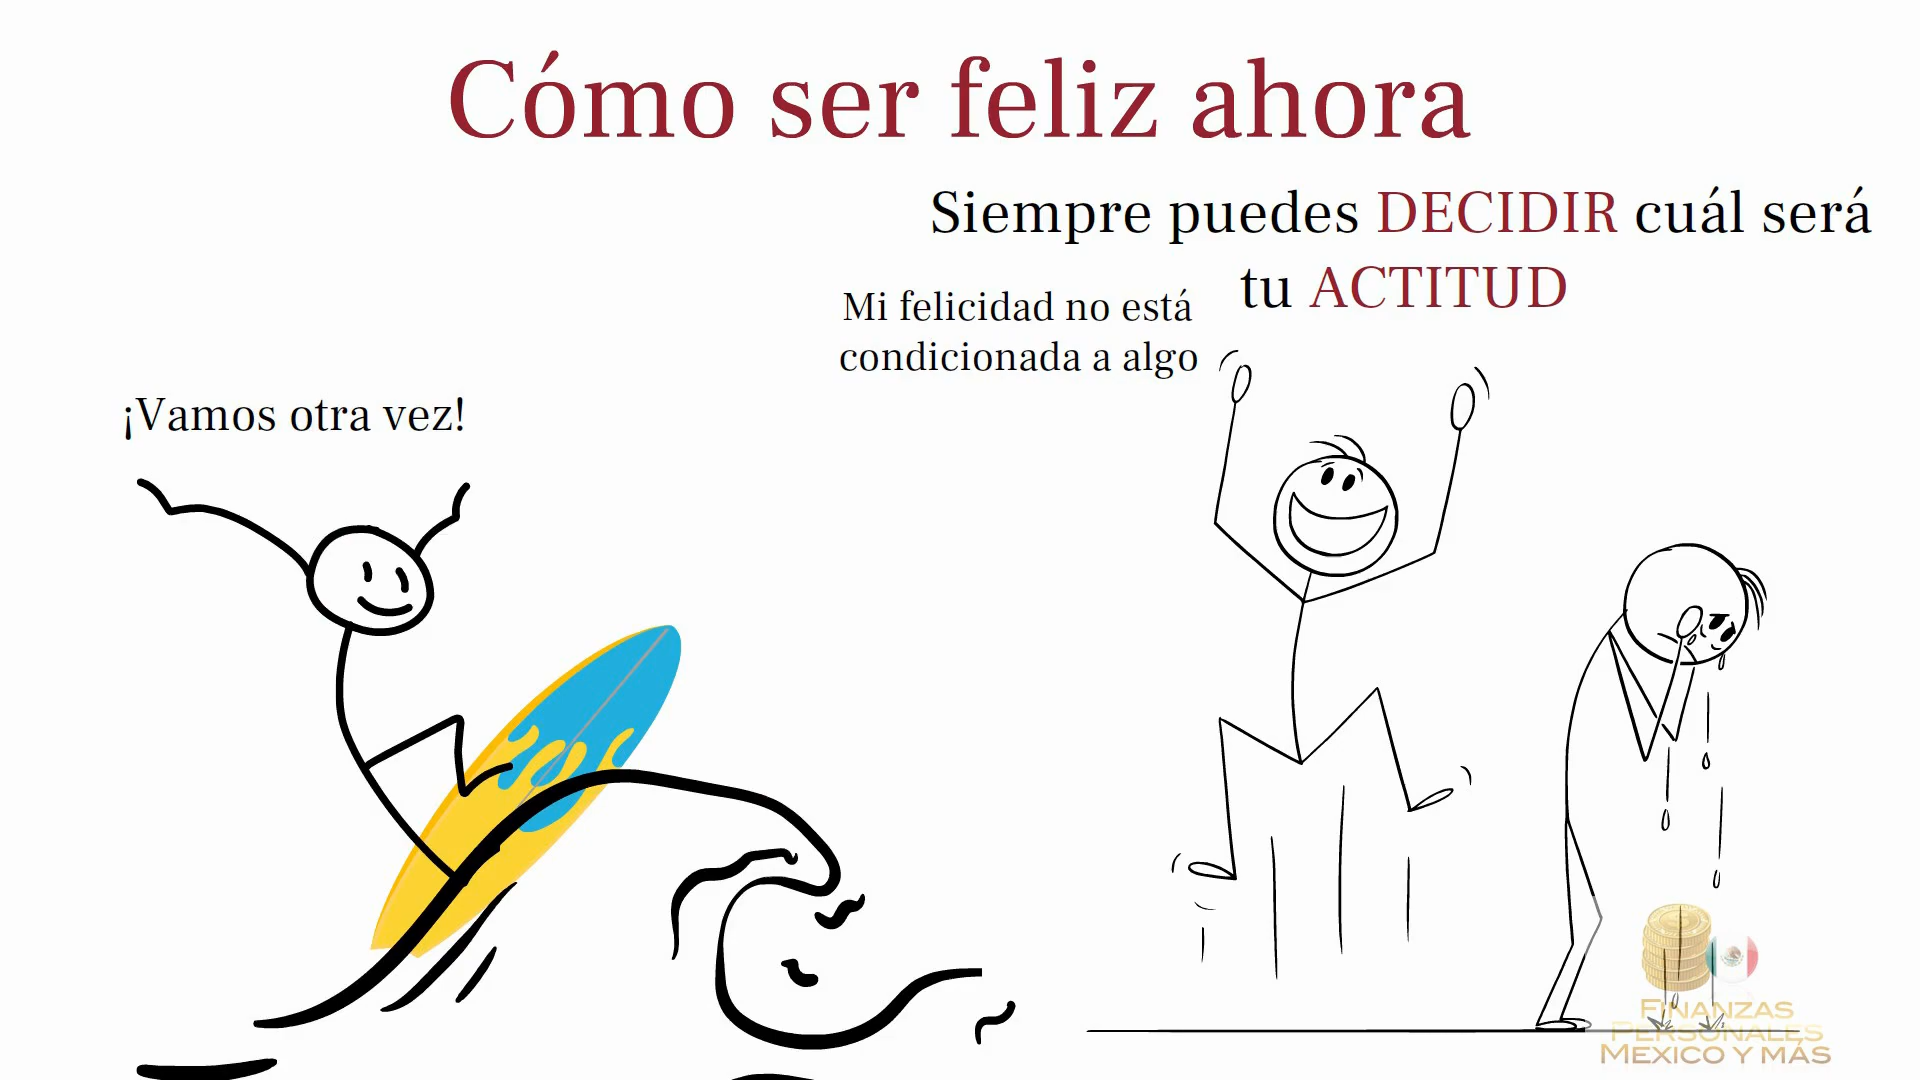 Cómo ser feliz ahora
Siempre puedes DECIDIR cuál será
tu ACTITUD
Mi felicidad no está
condicionada a algo
¡Vamos otra vez!
FINANZAS
PERSONALES
MEXICO Y MÁS